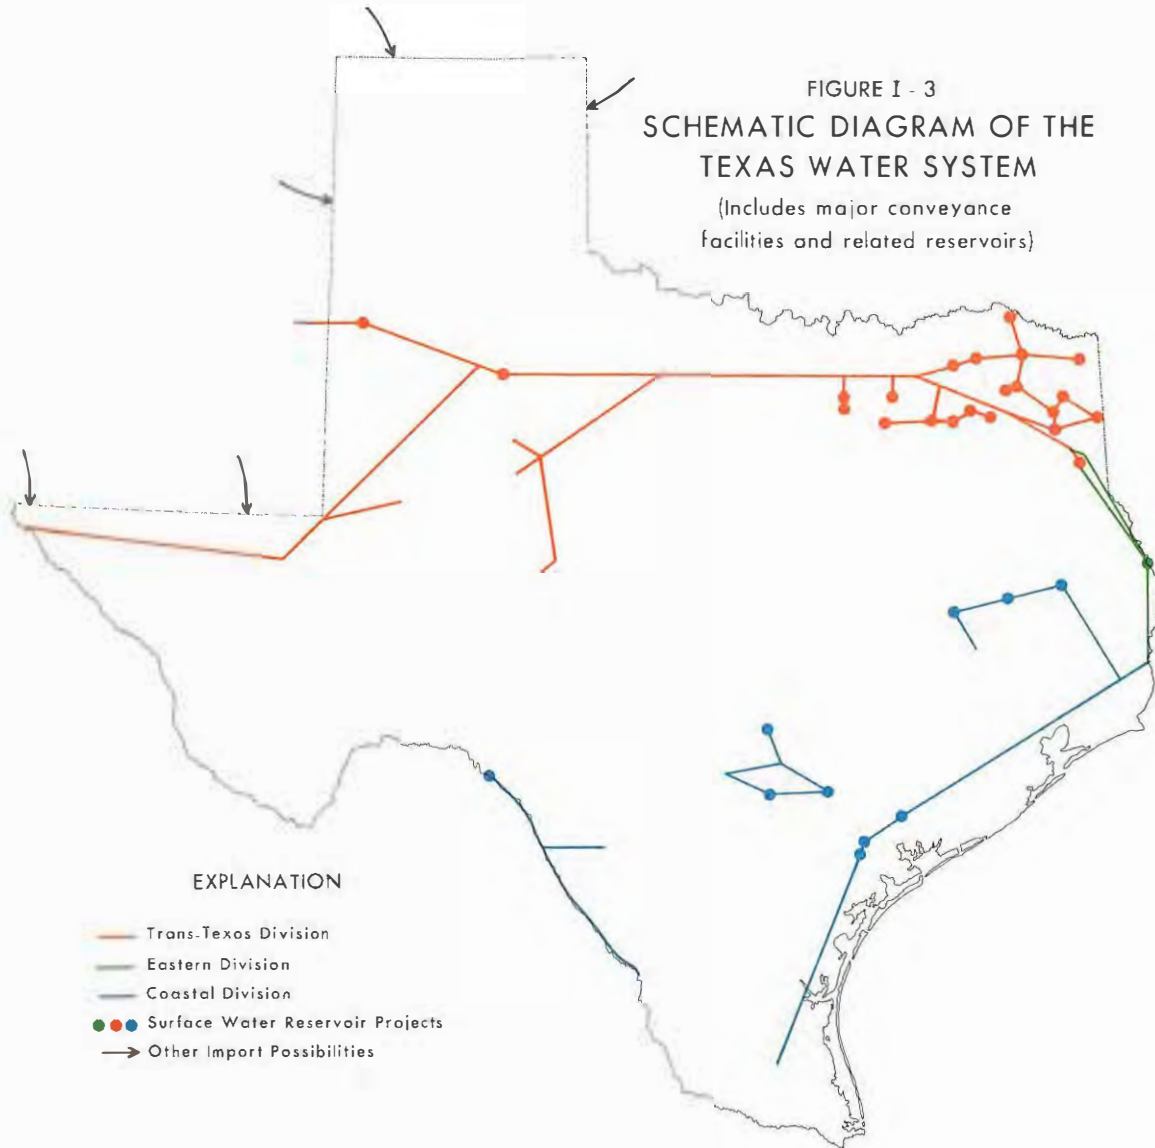 FIGURE I - 3
SCHEMATIC DIAGRAM OF THE
TEXAS WATER SYSTEM
(Includes major conveyance
facilities and related reservoirs)
EXPLANATION
Trans-Texos Division
Eastern Division
Coastal Division
Surface Water Reservoir Projects
Other Import Possibilities